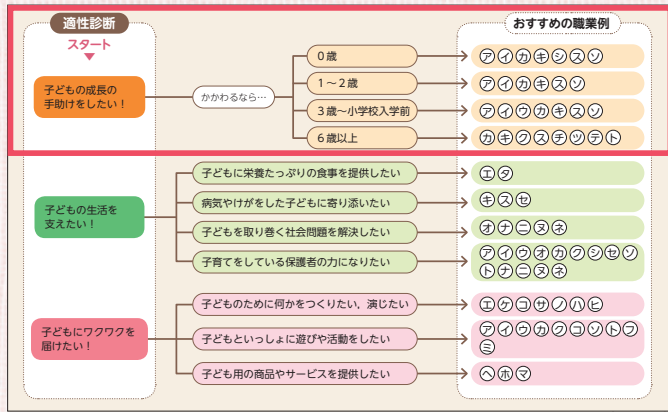 適性診断
おすすめの職業例
スタート
子どもの成長の
手助けをしたい！
かかわるなら…
0歳
㋐㋑㋕㋖㋛㋜㋞
1～2歳
㋐㋑㋕㋖㋜㋞
3歳～小学校入学前
㋐㋑㋒㋕㋖㋜㋞
6歳以上
㋕㋖㋗㋜㋠㋡㋢㋣
子どもの生活を
支えたい！
子どもに栄養たっぷりの食事を提供したい
㋓㋟
病気やけがをした子どもに寄り添いたい
㋖㋜㋝
子どもを取り巻く社会問題を解決したい
㋔㋤㋥㋦㋧
子育てをしている保護者の力になりたい
㋐㋑㋒㋔㋕㋗㋛㋝㋞
㋣㋤㋥㋦㋧
子どもにワクワクを
届けたい！
子どものために何かをつくりたい、演じたい
㋓㋘㋙㋚㋨㋩㋪
子どもといっしょに遊びや活動をしたい
㋐㋑㋒㋕㋗㋙㋞㋣㋫
㋯
子ども用の商品やサービスを提供したい
㋬㋭㋮